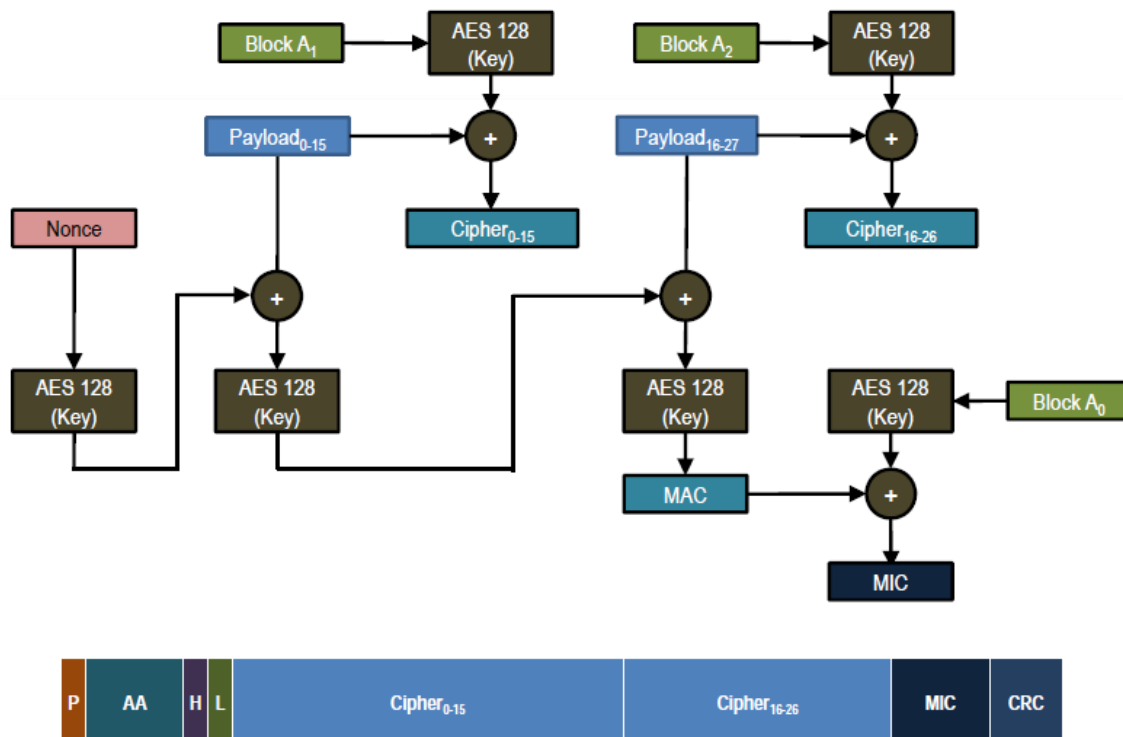 Block A₁
AES 128
(Key)
Block A₂
AES 128
(Key)
Payload₀₋₁₅
+
Payload₁₆₋₂₇
+
Nonce
Cipher₀₋₁₅
Cipher₁₆₋₂₆
+
+
AES 128
(Key)
AES 128
(Key)
AES 128
(Key)
AES 128
(Key)
Block A₀
MAC
+
MIC
P AA H L Cipher₀₋₁₅ Cipher₁₆₋₂₆ MIC CRC